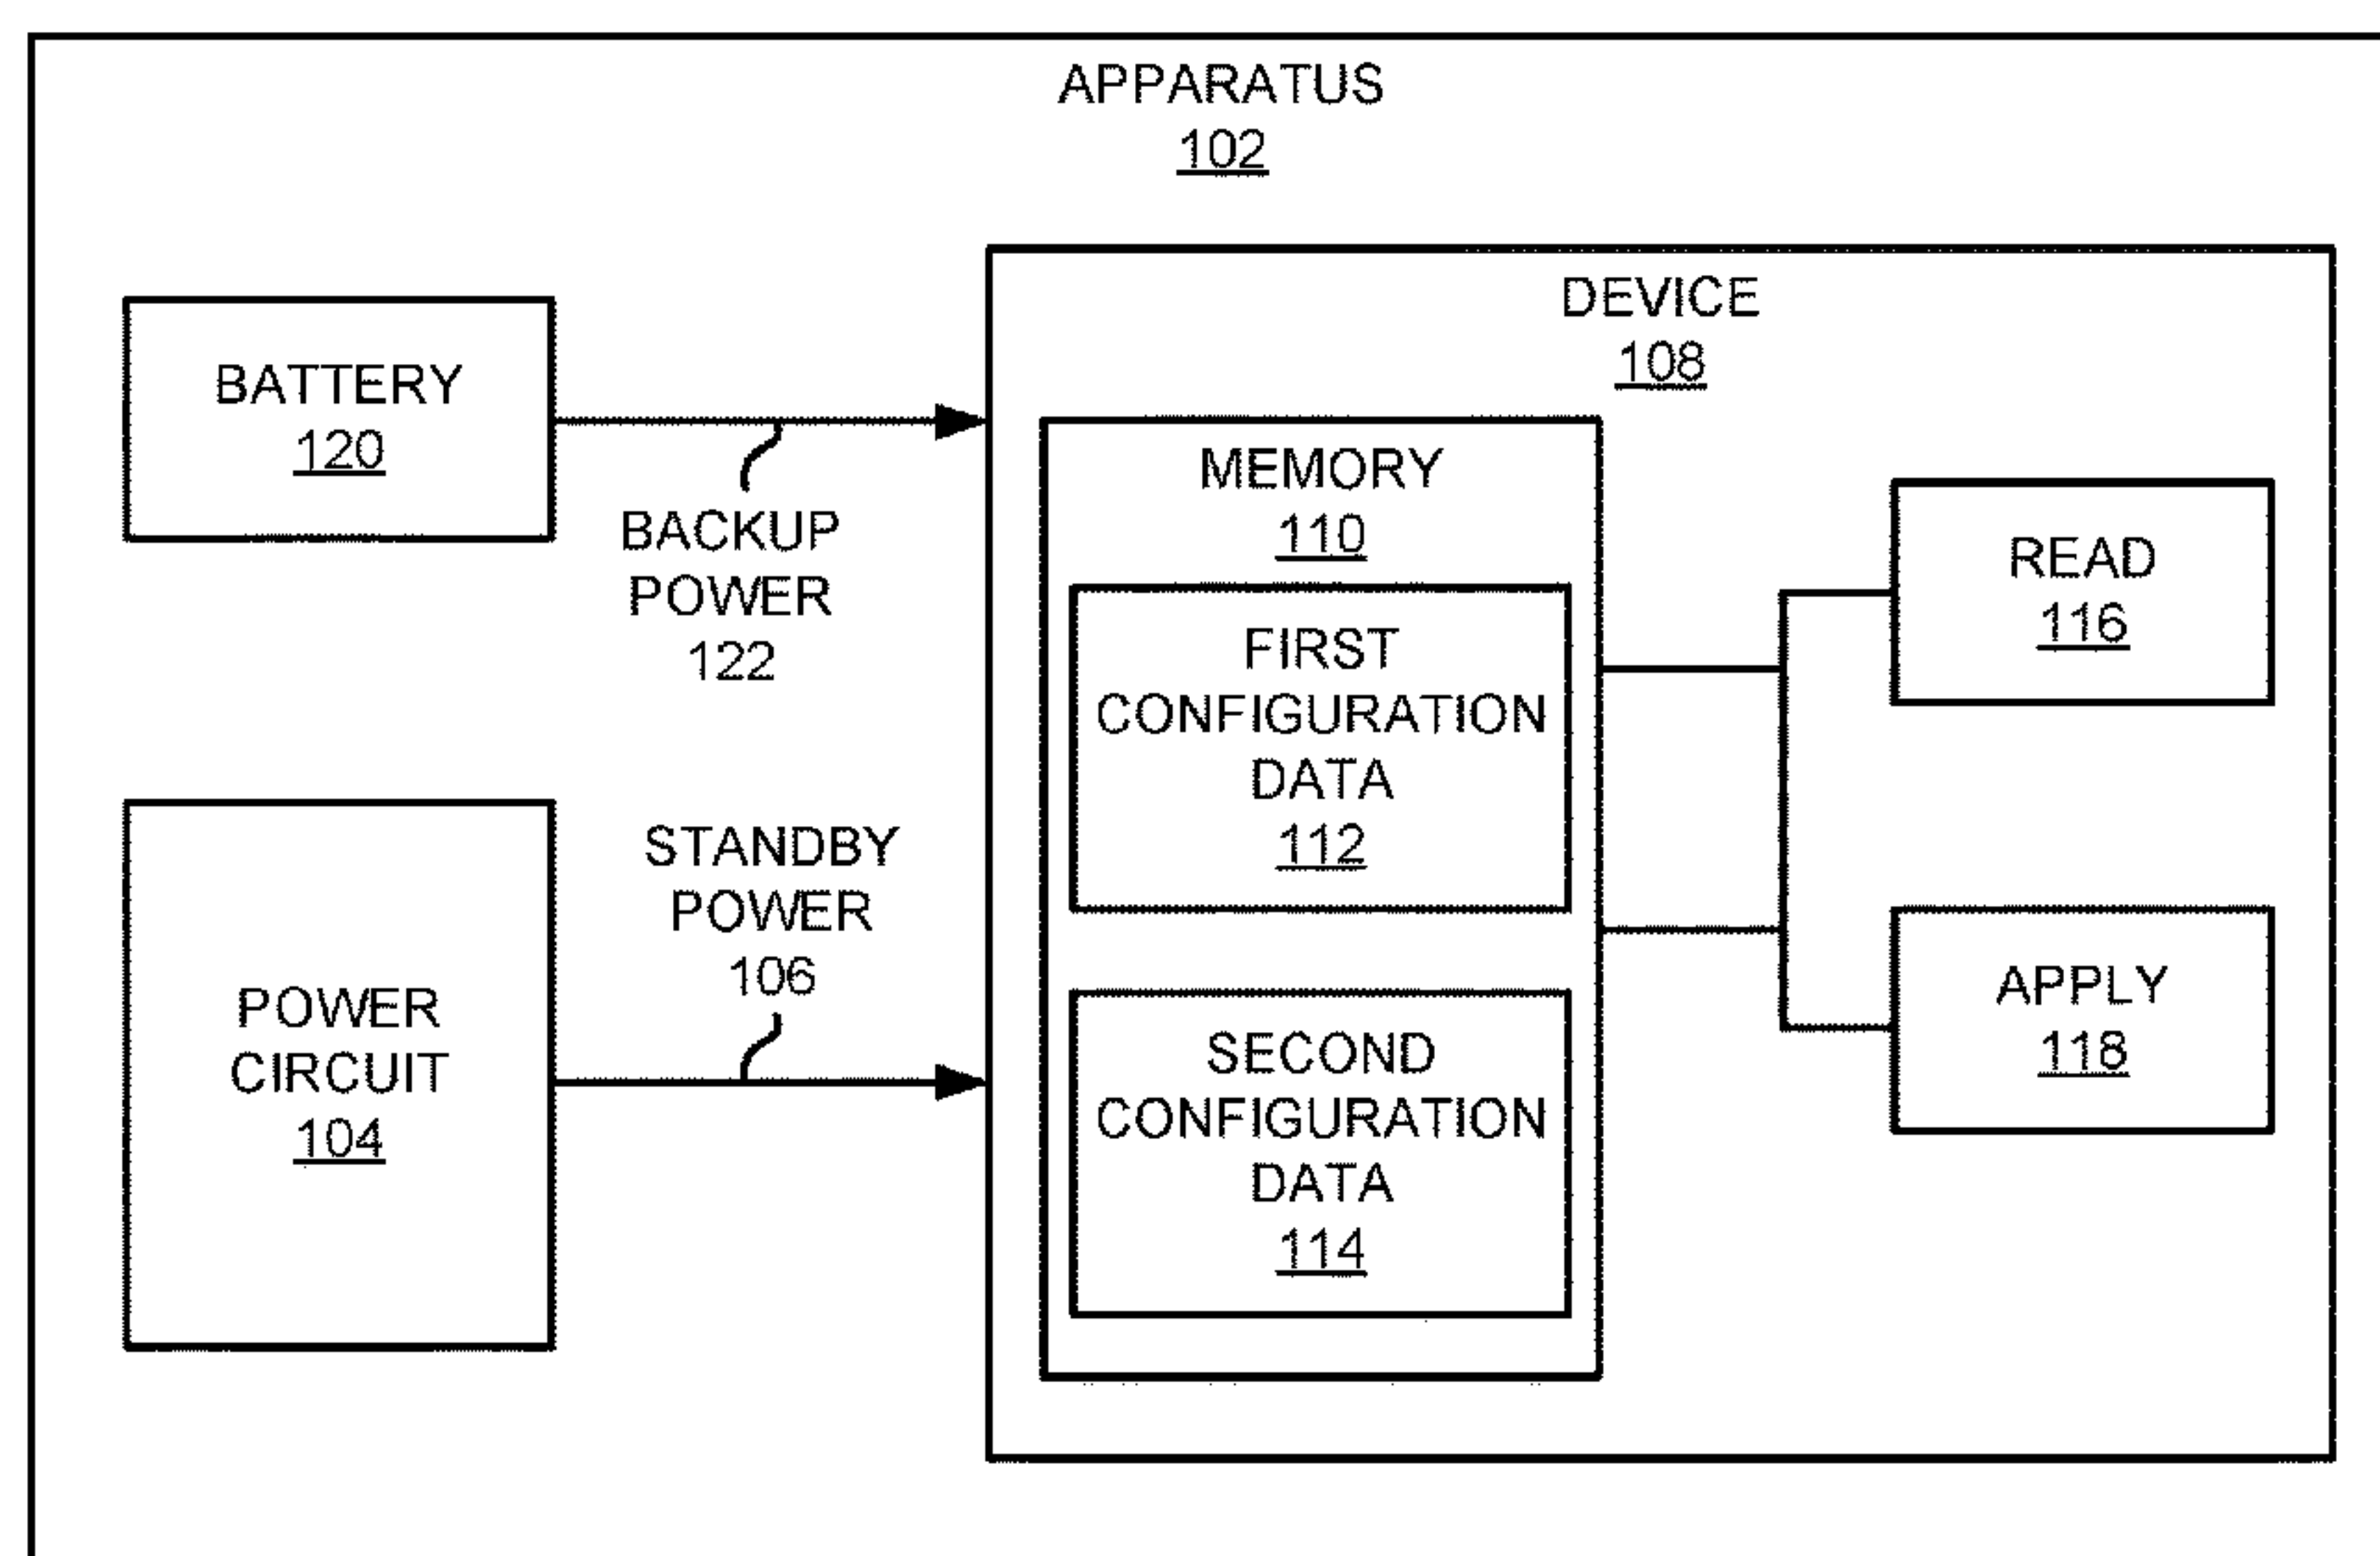 APPARATUS
102
BATTERY
120
BACKUP
POWER
122
POWER
CIRCUIT
104
STANDBY
POWER
106
DEVICE
108
MEMORY
110
FIRST
CONFIGURATION
DATA
112
SECOND
CONFIGURATION
DATA
114
READ
116
APPLY
118